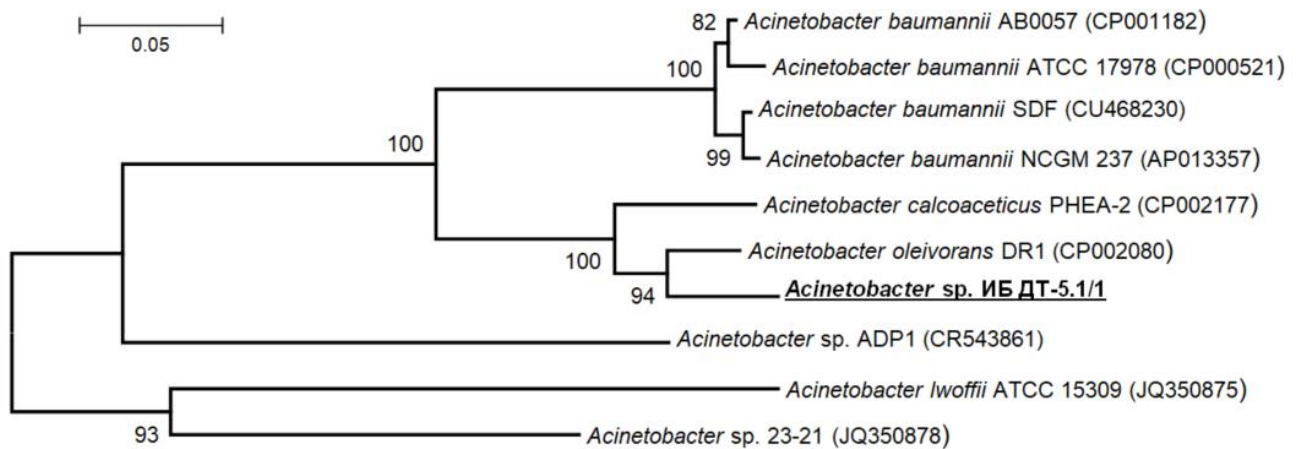 0.05
82
Acinetobacter baumannii AB0057 (CP001182)
100
Acinetobacter baumannii ATCC 17978 (CP000521)
Acinetobacter baumannii SDF (CU468230)
99
Acinetobacter baumannii NCGM 237 (AP013357)
100
Acinetobacter calcoaceticus PHEA-2 (CP002177)
100
Acinetobacter oleivorans DR1 (CP002080)
94
Acinetobacter sp. ИБ ДТ-5.1/1
Acinetobacter sp. ADP1 (CR543861)
Acinetobacter lwoffii ATCC 15309 (JQ350875)
93
Acinetobacter sp. 23-21 (JQ350878)